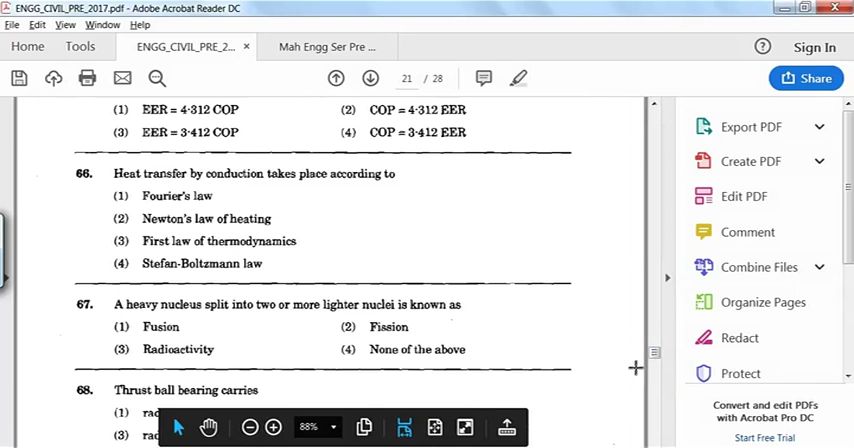 ENGG_CIVIL_PRE_2017.pdf - Adobe Acrobat Reader DC
File Edit View Window Help
Home Tools ENGG_CIVIL_PRE_2... × Mah Engg Ser Pre ... Sign In
21 / 28 Share
(1) EER = 4·312 COP (2) COP = 4·312 EER
(3) EER = 3·412 COP (4) COP = 3·412 EER
66. Heat transfer by conduction takes place according to
(1) Fourier's law
(2) Newton's law of heating
(3) First law of thermodynamics
(4) Stefan-Boltzmann law
67. A heavy nucleus split into two or more lighter nuclei is known as
(1) Fusion (2) Fission
(3) Radioactivity (4) None of the above
68. Thrust ball bearing carries
(1)
(3)
88%
Export PDF
Create PDF
Edit PDF
Comment
Combine Files
Organize Pages
Redact
Protect
Convert and edit PDFs
with Acrobat Pro DC
Start Free Trial